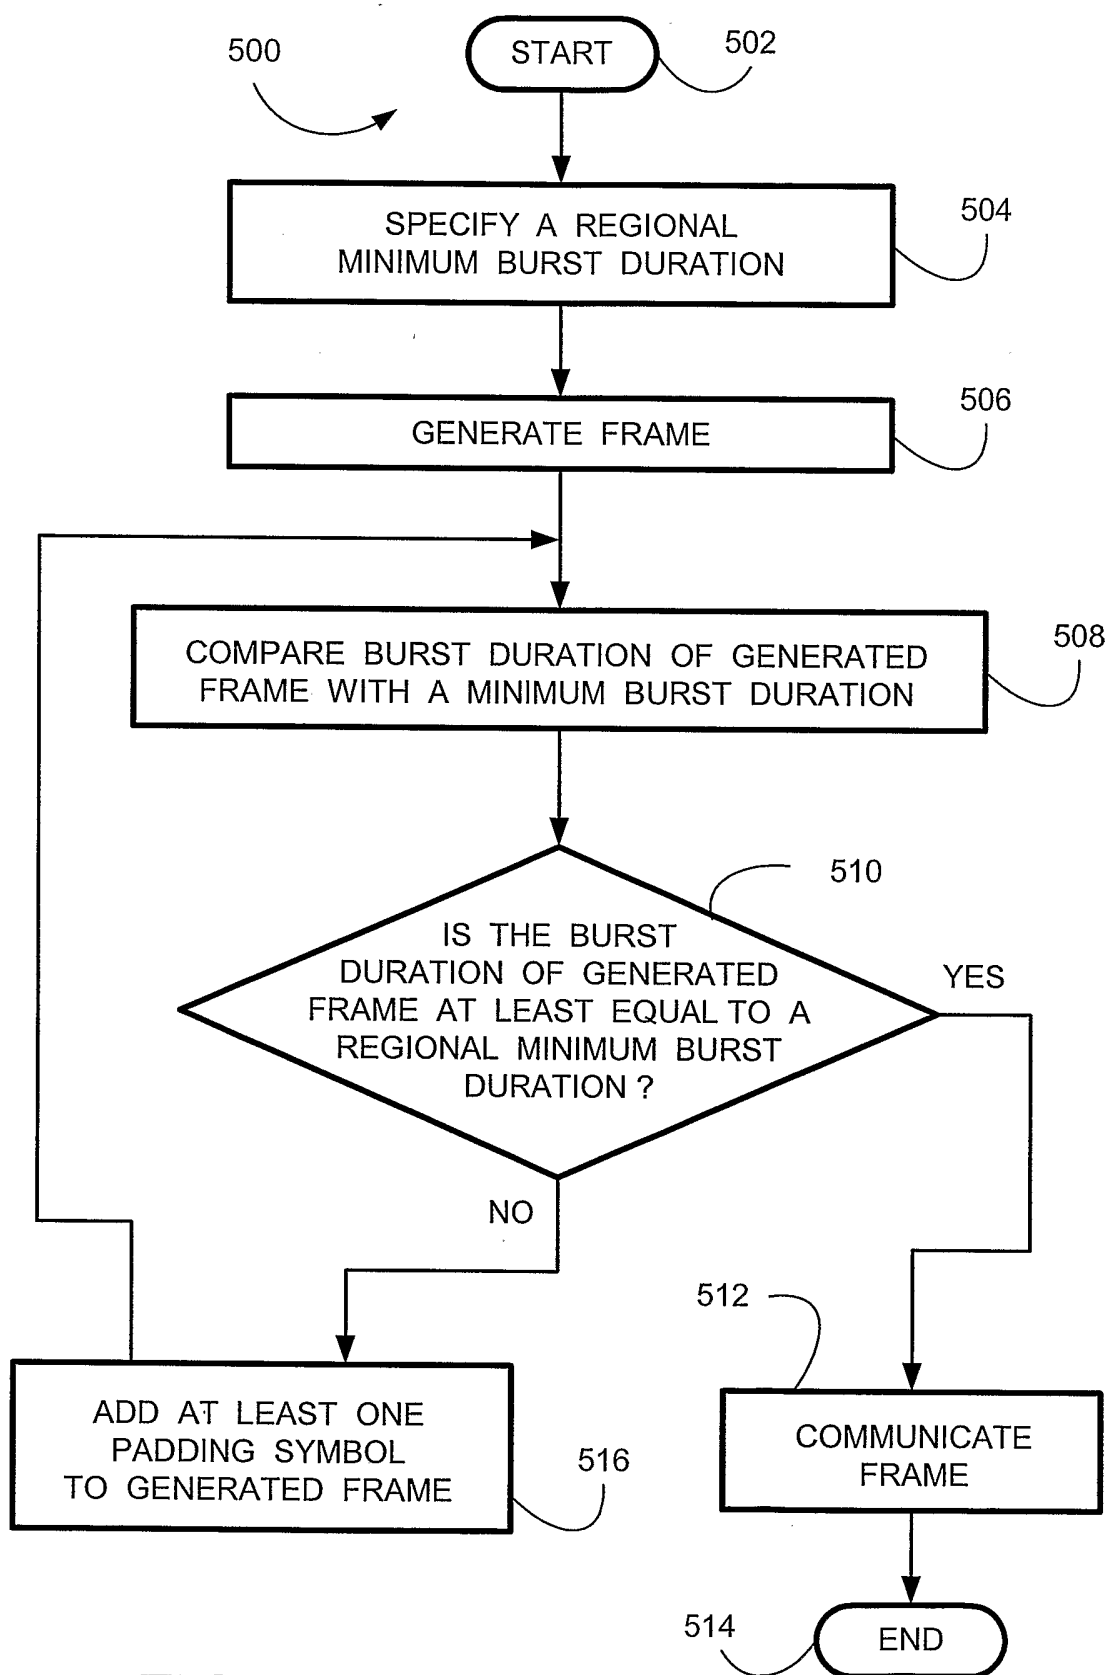 500
START
502
SPECIFY A REGIONAL
MINIMUM BURST DURATION
504
GENERATE FRAME
506
COMPARE BURST DURATION OF GENERATED
FRAME WITH A MINIMUM BURST DURATION
508
510
IS THE BURST
DURATION OF GENERATED
FRAME AT LEAST EQUAL TO A
REGIONAL MINIMUM BURST
DURATION ?
YES
NO
512
ADD AT LEAST ONE
PADDING SYMBOL
TO GENERATED FRAME
516
COMMUNICATE
FRAME
514
END